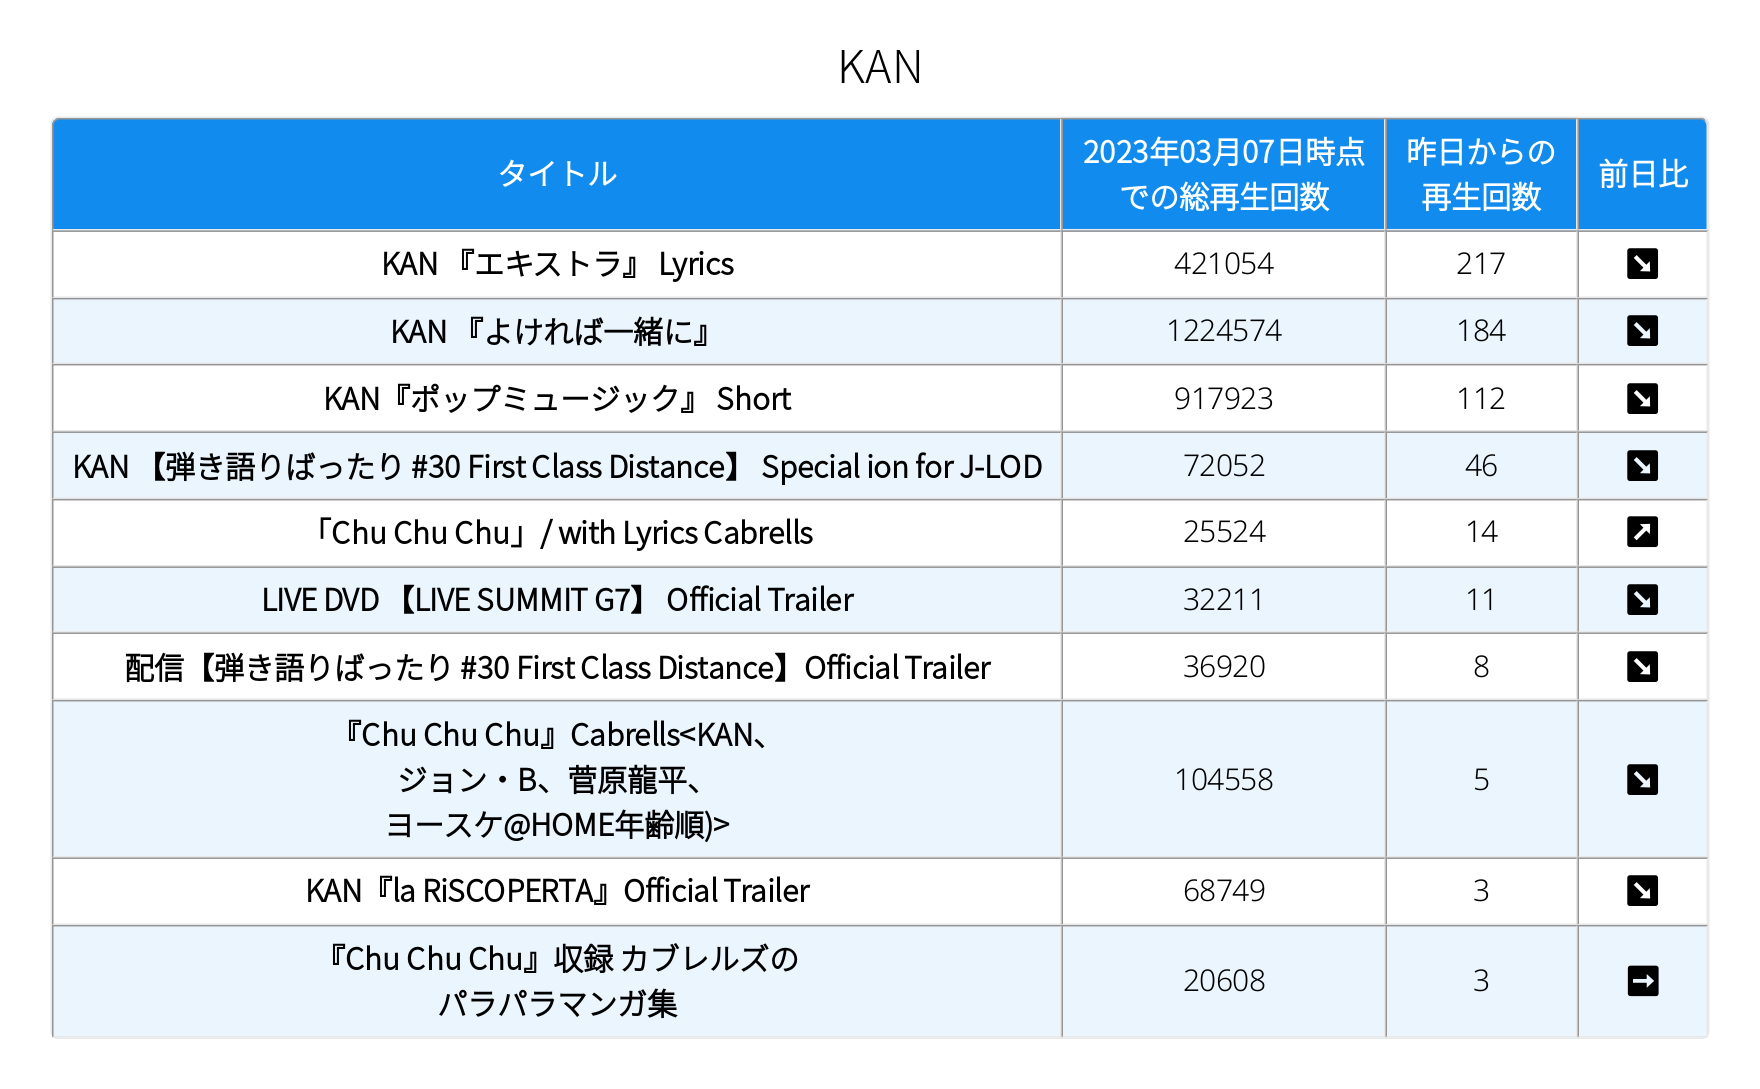 KAN
タイトル
2023年03月07日時点
での総再生回数
昨日からの
再生回数
前日比
KAN 『エキストラ』 Lyrics 421054 217 ↘
KAN 『よければ一緒に』 1224574 184 ↘
KAN『ポップミュージック』 Short 917923 112 ↘
KAN 【弾き語りばったり #30 First Class Distance】 Special ion for J-LOD 72052 46 ↘
「Chu Chu Chu」/ with Lyrics Cabrells 25524 14 ↗
LIVE DVD 【LIVE SUMMIT G7】 Official Trailer 32211 11 ↘
配信【弾き語りばったり #30 First Class Distance】Official Trailer 36920 8 ↘
『Chu Chu Chu』Cabrells<KAN、
ジョン・B、菅原龍平、
ヨースケ@HOME年齢順)> 104558 5 ↘
KAN『la RiSCOPERTA』Official Trailer 68749 3 ↘
『Chu Chu Chu』収録 カブレルズの
パラパラマンガ集 20608 3 →